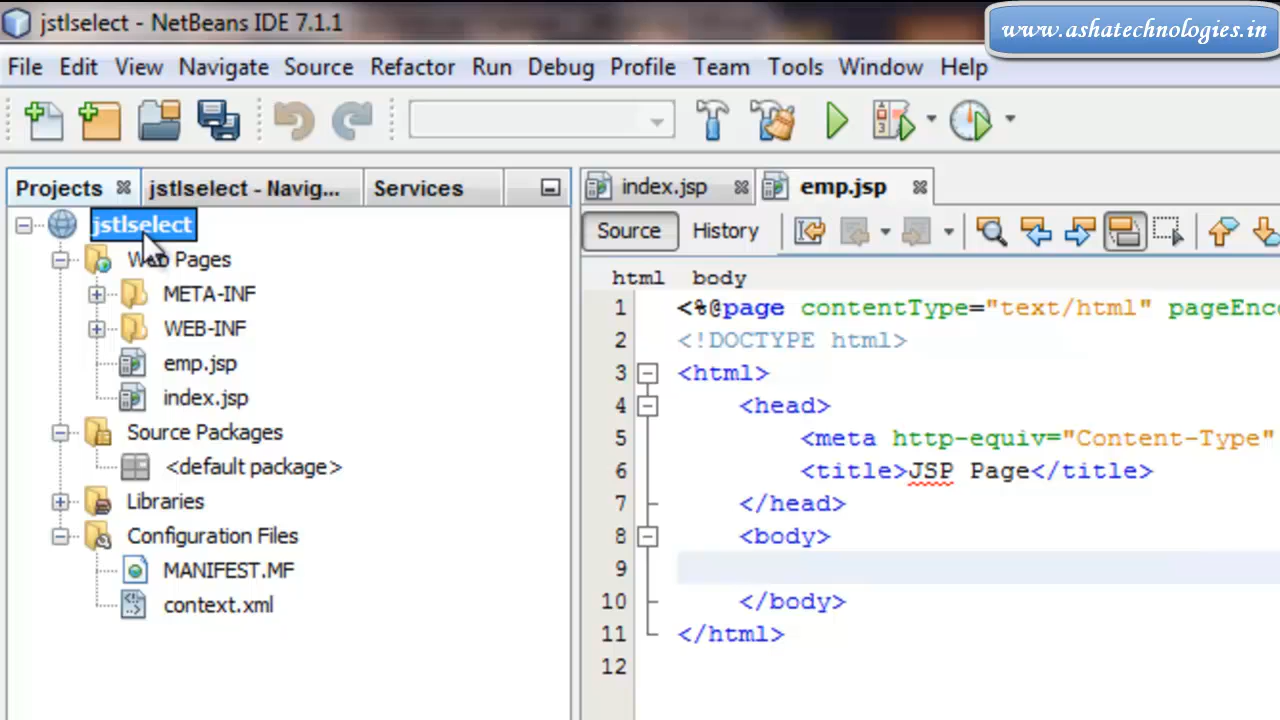 jstlselect - NetBeans IDE 7.1.1
www.ashatechnologies.in
File Edit View Navigate Source Refactor Run Debug Profile Team Tools Window Help
Projects jstlselect - Navig... Services
index.jsp emp.jsp
jstlselect
Source History
Web Pages
META-INF
WEB-INF
emp.jsp
index.jsp
Source Packages
<default package>
Libraries
Configuration Files
MANIFEST.MF
context.xml
html body
1 <%@page contentType="text/html" pageEnco
2 <!DOCTYPE html>
3 <html>
4 <head>
5 <meta http-equiv="Content-Type"
6 <title>JSP Page</title>
7 </head>
8 <body>
9
10 </body>
11 </html>
12